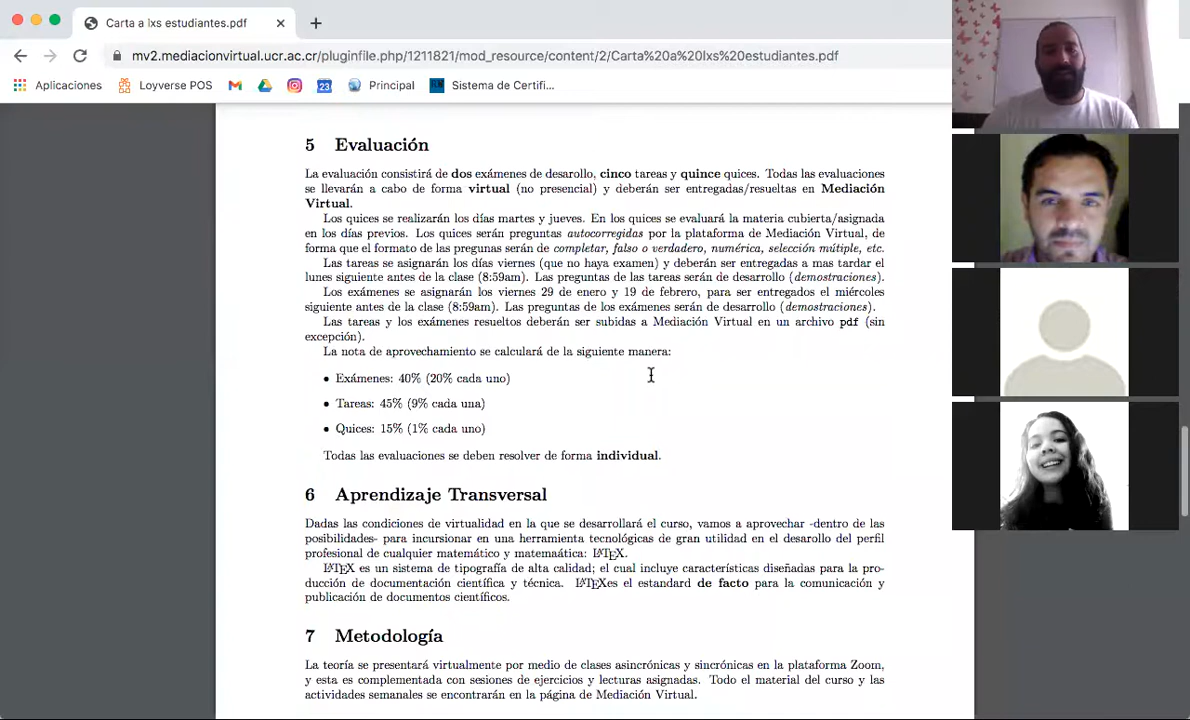 Carta a lxs estudiantes.pdf
mv2.mediacionvirtual.ucr.ac.cr/pluginfile.php/1211821/mod_resource/content/2/Carta%20a%20lxs%20estudiantes.pdf
Aplicaciones Loyverse POS 23 Principal Sistema de Certifi...
5 Evaluación
La evaluación consistirá de dos exámenes de desarollo, cinco tareas y quince quices. Todas las evaluaciones
se llevarán a cabo de forma virtual (no presencial) y deberán ser entregadas/resueltas en Mediación
Virtual.
Los quices se realizarán los días martes y jueves. En los quices se evaluará la materia cubierta/asignada
en los días previos. Los quices serán preguntas autocorregidas por la plataforma de Mediación Virtual, de
forma que el formato de las pregunas serán de completar, falso o verdadero, numérica, selección mútiple, etc.
Las tareas se asignarán los días viernes (que no haya examen) y deberán ser entregadas a mas tardar el
lunes siguiente antes de la clase (8:59am). Las preguntas de las tareas serán de desarrollo (demostraciones).
Los exámenes se asignarán los viernes 29 de enero y 19 de febrero, para ser entregados el miércoles
siguiente antes de la clase (8:59am). Las preguntas de los exámenes serán de desarrollo (demostraciones).
Las tareas y los exámenes resueltos deberán ser subidas a Mediación Virtual en un archivo pdf (sin
excepción).
La nota de aprovechamiento se calculará de la siguiente manera:
• Exámenes: 40% (20% cada uno)
• Tareas: 45% (9% cada una)
• Quices: 15% (1% cada uno)
Todas las evaluaciones se deben resolver de forma individual.
6 Aprendizaje Transversal
Dadas las condiciones de virtualidad en la que se desarrollará el curso, vamos a aprovechar -dentro de las
posibilidades- para incursionar en una herramienta tecnológicas de gran utilidad en el desarollo del perfil
profesional de cualquier matemático y matemaática: LATEX.
LATEX es un sistema de tipografía de alta calidad; el cual incluye características diseñadas para la pro-
ducción de documentación científica y técnica. LATEXes el estandard de facto para la comunicación y
publicación de documentos científicos.
7 Metodología
La teoría se presentará virtualmente por medio de clases asincrónicas y sincrónicas en la plataforma Zoom,
y esta es complementada con sesiones de ejercicios y lecturas asignadas. Todo el material del curso y las
actividades semanales se encontrarán en la página de Mediación Virtual.